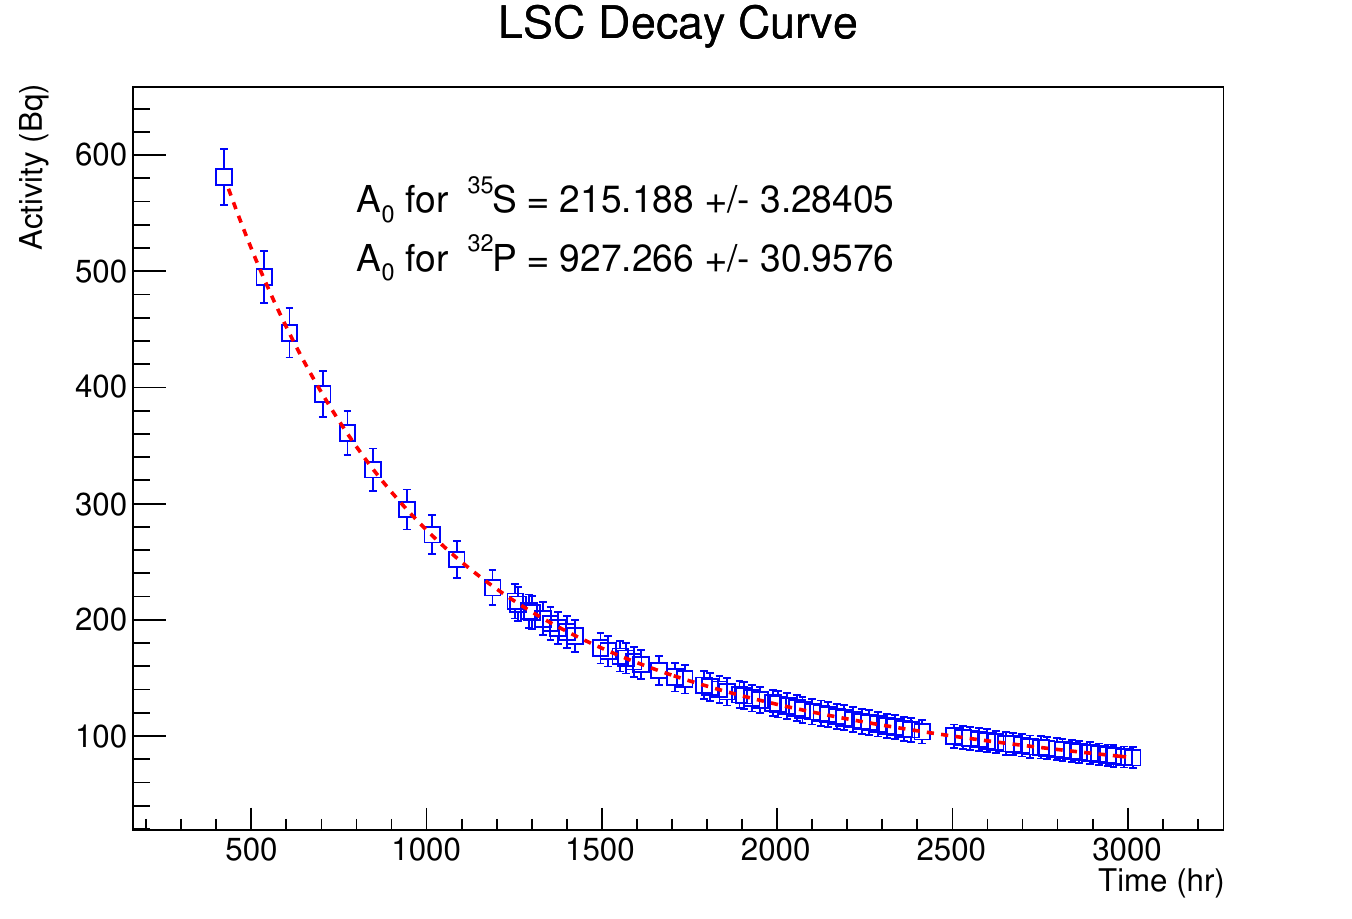 LSC Decay Curve
Activity (Bq)
600
500
400
300
200
100
A0 for 35S = 215.188 +/- 3.28405
A0 for 32P = 927.266 +/- 30.9576
500 1000 1500 2000 2500 3000
Time (hr)